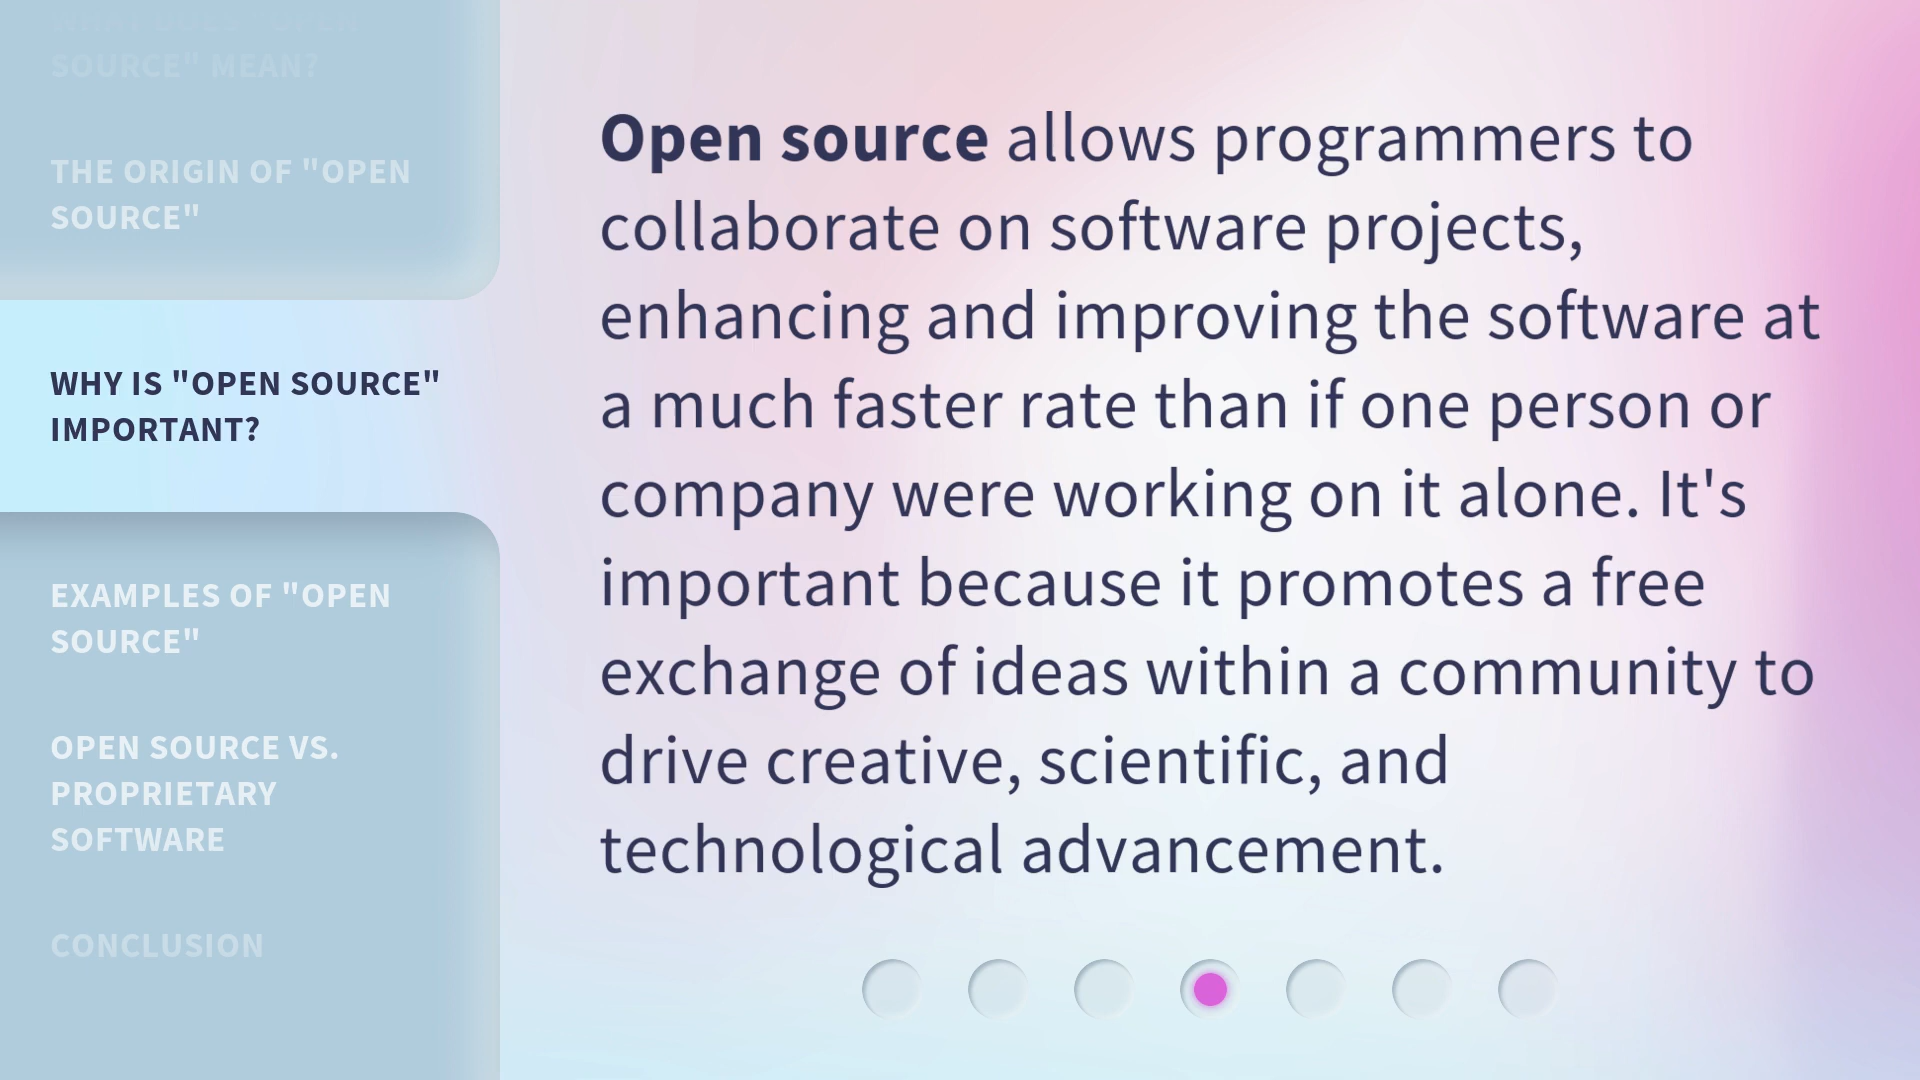 WHAT DOES "OPEN
SOURCE" MEAN?
THE ORIGIN OF "OPEN
SOURCE"
WHY IS "OPEN SOURCE"
IMPORTANT?
EXAMPLES OF "OPEN
SOURCE"
OPEN SOURCE VS.
PROPRIETARY
SOFTWARE
CONCLUSION
Open source allows programmers to
collaborate on software projects,
enhancing and improving the software at
a much faster rate than if one person or
company were working on it alone. It's
important because it promotes a free
exchange of ideas within a community to
drive creative, scientific, and
technological advancement.